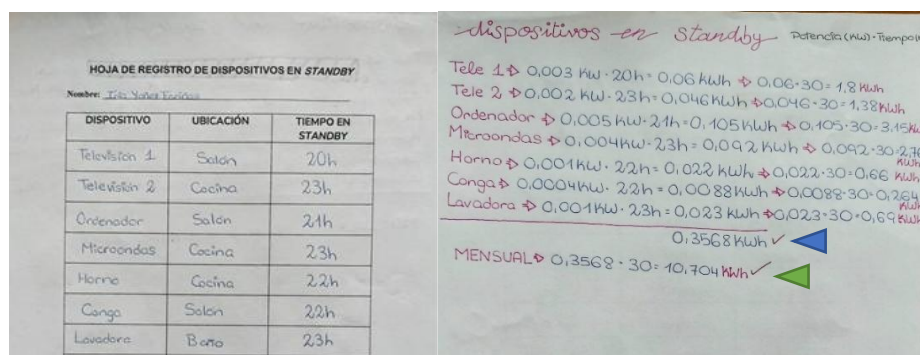 HOJA DE REGISTRO DE DISPOSITIVOS EN STANDBY
Nombre:
DISPOSITIVO UBICACIÓN TIEMPO EN STANDBY
Televisión 1 Salón 20h
Televisión 2 Cocina 23h
Ordenador Salón 21h
Microondas Cocina 23h
Horno Cocina 22h
Conga Salón 22h
Lavadora Baño 23h
dispositivos en standby Potencia(KW)·Tiempo
Tele 1 → 0,003 KW · 20h = 0,06 KWh → 0,06·30 = 1,8 KWh
Tele 2 → 0,002 KW · 23h = 0,046 KWh → 0,046·30 = 1,38 KWh
Ordenador → 0,005 KW · 21h = 0,105 KWh → 0,105·30 = 3,15 KW
Microondas → 0,004 KW · 23h = 0,092 KWh → 0,092·30 = 2,76 KWh
Horno → 0,001 KW · 22h = 0,022 KWh → 0,022·30 = 0,66 KWh
Conga → 0,0004 KW · 22h = 0,0088 KWh → 0,0088·30 = 0,264 KWh
Lavadora → 0,001 KW · 23h = 0,023 KWh → 0,023·30 = 0,69 KWh
0,3568 KWh ✓
MENSUAL → 0,3568 · 30 = 10,704 KWh ✓